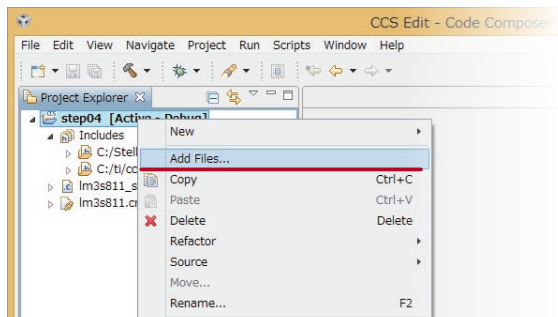 CCS Edit - Code Composer
File Edit View Navigate Project Run Scripts Window Help
Project Explorer
step04 [Active - Debug]
Includes
C:/Stell
C:/ti/cc
lm3s811_s
lm3s811.c
New
Add Files...
Copy Ctrl+C
Paste Ctrl+V
Delete Delete
Refactor
Source
Move...
Rename... F2